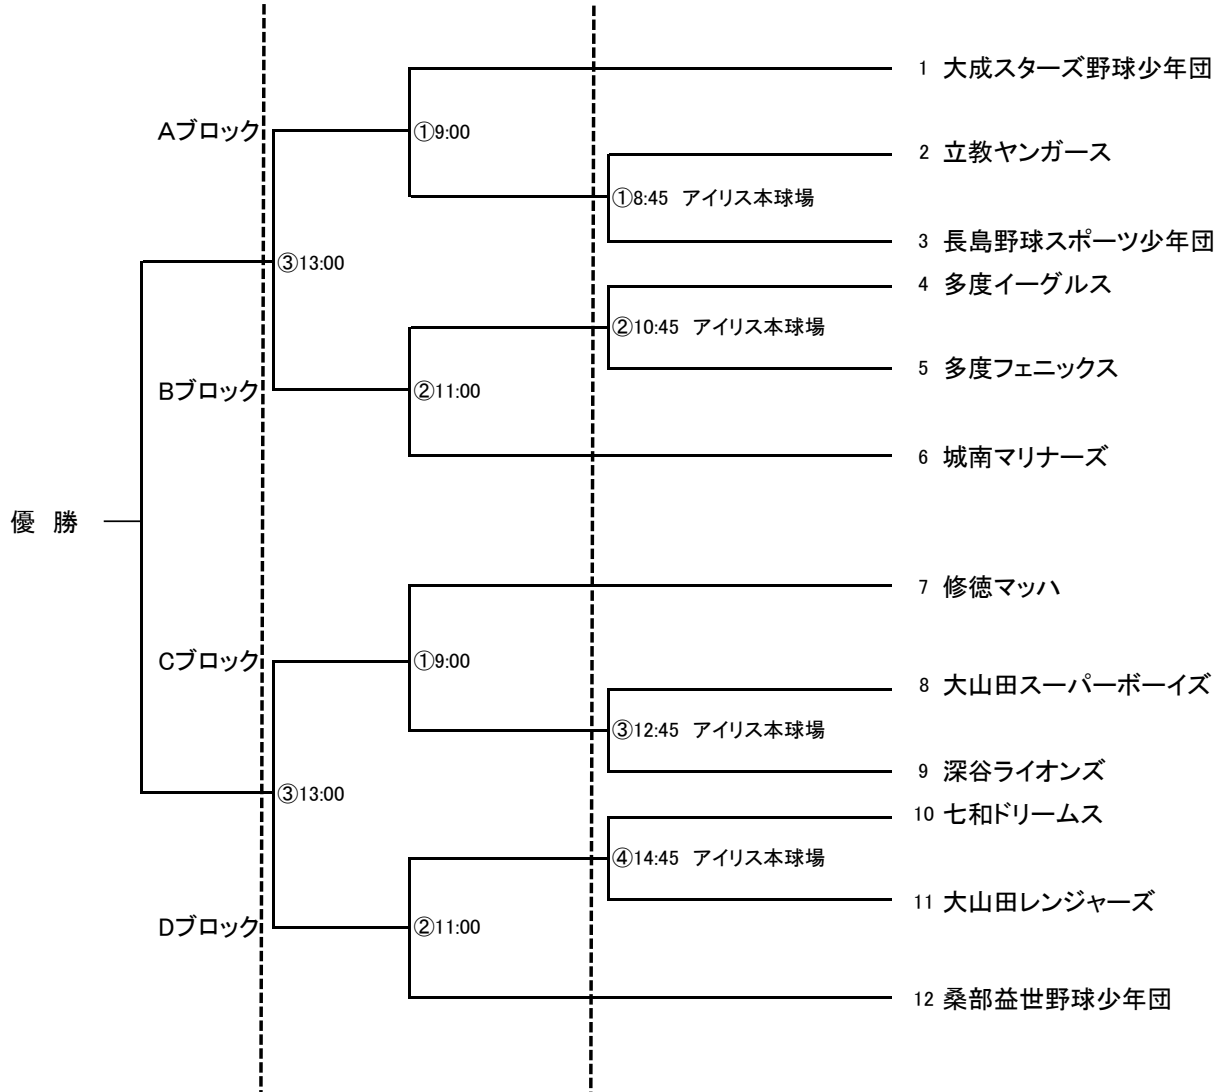 1 大成スターズ野球少年団
Aブロック
①9:00
2 立教ヤンガース
①8:45 アイリス本球場
3 長島野球スポーツ少年団
③13:00
4 多度イーグルス
②10:45 アイリス本球場
5 多度フェニックス
Bブロック
②11:00
6 城南マリナーズ
優 勝
7 修徳マッハ
Cブロック
①9:00
8 大山田スーパーボーイズ
③12:45 アイリス本球場
9 深谷ライオンズ
③13:00
10 七和ドリームス
④14:45 アイリス本球場
11 大山田レンジャーズ
Dブロック
②11:00
12 桑部益世野球少年団